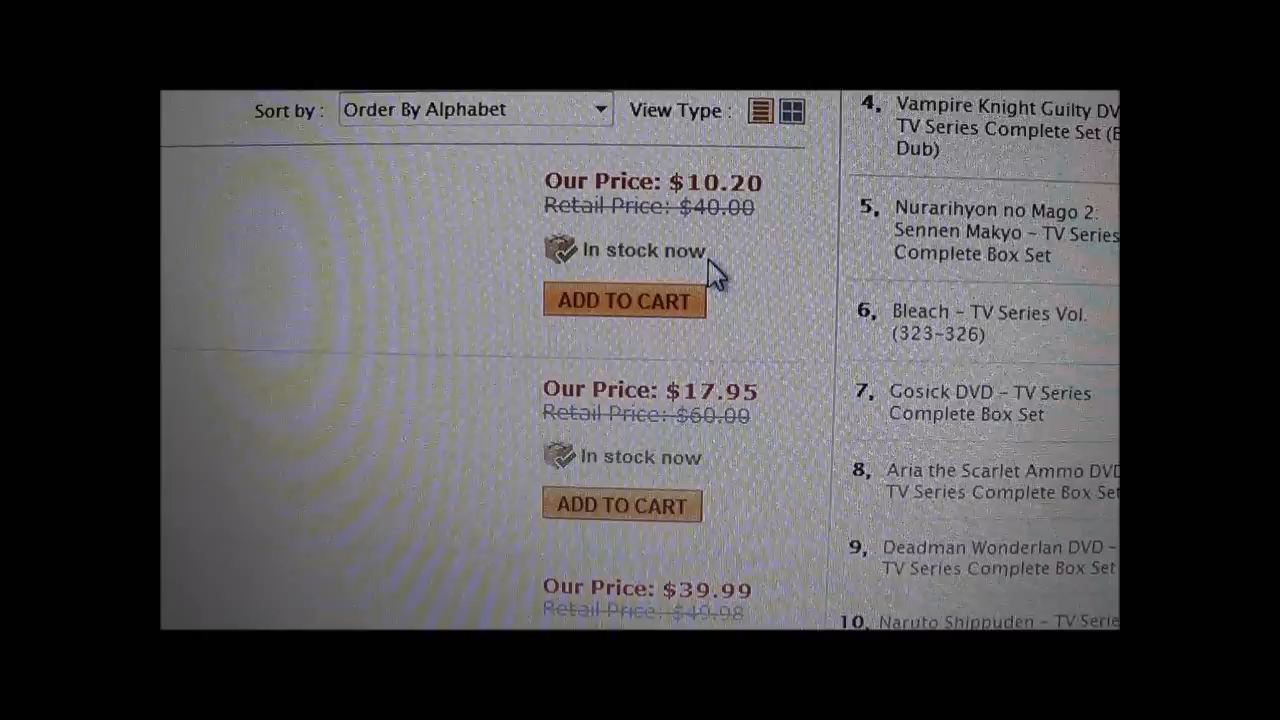 Sort by : Order By Alphabet View Type :
Our Price: $10.20
Retail Price: $40.00
In stock now
ADD TO CART
Our Price: $17.95
Retail Price: $60.00
In stock now
ADD TO CART
Our Price: $39.99
Retail Price: $49.98
4. Vampire Knight Guilty DV
TV Series Complete Set (E
Dub)
5. Nurarihyon no Mago 2:
Sennen Makyo – TV Series
Complete Box Set
6. Bleach – TV Series Vol.
(323–326)
7. Gosick DVD – TV Series
Complete Box Set
8. Aria the Scarlet Ammo DVD
TV Series Complete Box Set
9. Deadman Wonderlan DVD –
TV Series Complete Box Set
10. Naruto Shippuden – TV Serie